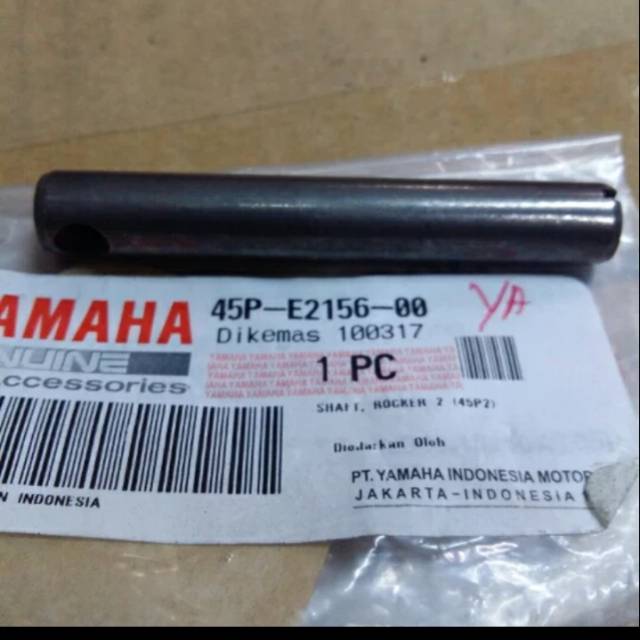 YAMAHA
GENUINE
Accessories
45P-E2156-00
YA
Dikemas 100317
1 PC
SHAFT, ROCKER 2 (45P2)
Diedarkan Oleh
PT. YAMAHA INDONESIA MOTOR
JAKARTA-INDONESIA
N INDONESIA